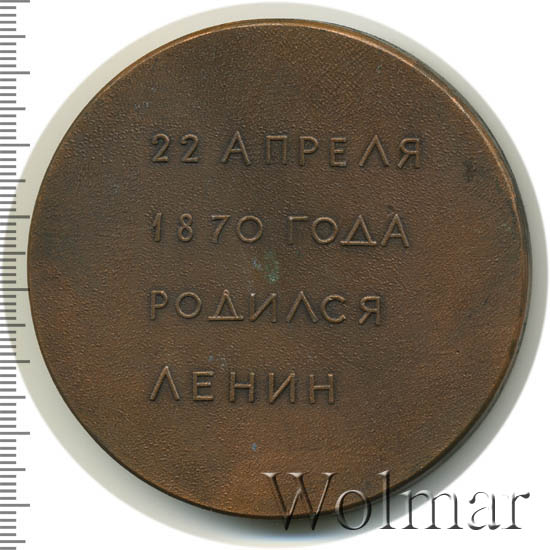 22 АПРЕЛЯ
1870 ГОДА
РОДИЛСЯ
ЛЕНИН
Wolmar